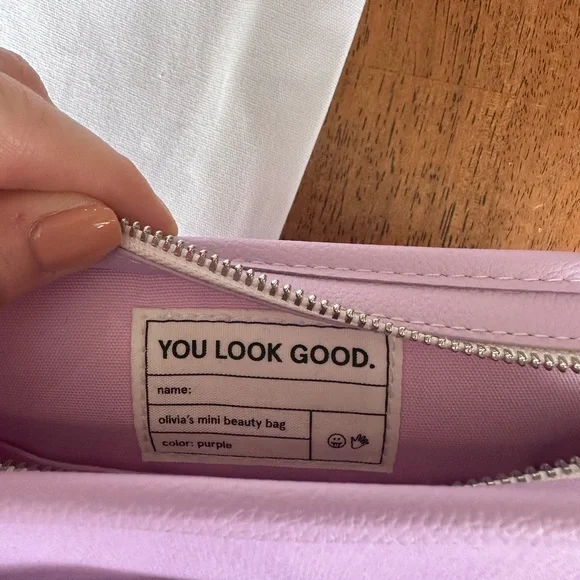 YOU LOOK GOOD.
name:
olivia's mini beauty bag
color: purple